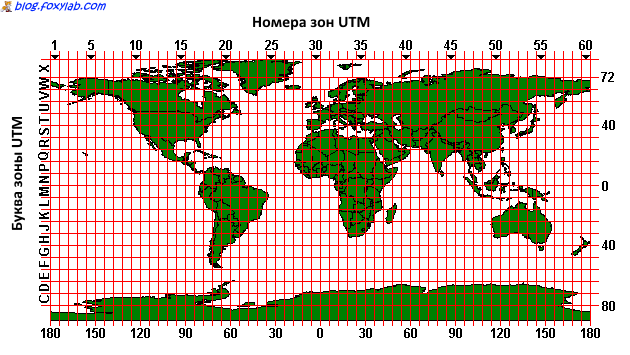 blog.foxylab.com
Номера зон UTM
1 5 10 15 20 25 30 35 40 45 50 55 60
Буква зоны UTM
C D E F G H J K L M N P Q R S T U V W X
72
40
0
40
80
180 150 120 90 60 30 0 30 60 90 120 150 180